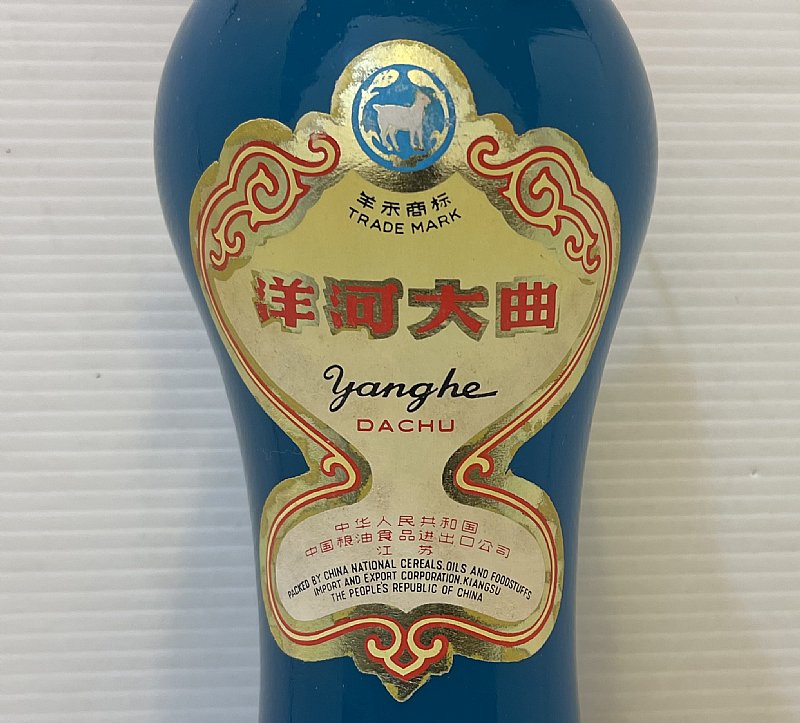 羊禾商标
TRADE MARK
洋河大曲
Yanghe
DACHU
中华人民共和国
中国粮油食品进出口公司
江苏
PACKED BY CHINA NATIONAL CEREALS.OILS AND FOODSTUFFS
IMPORT AND EXPORT CORPORATION.KIANGSU
THE PEOPLE'S REPUBLIC OF CHINA